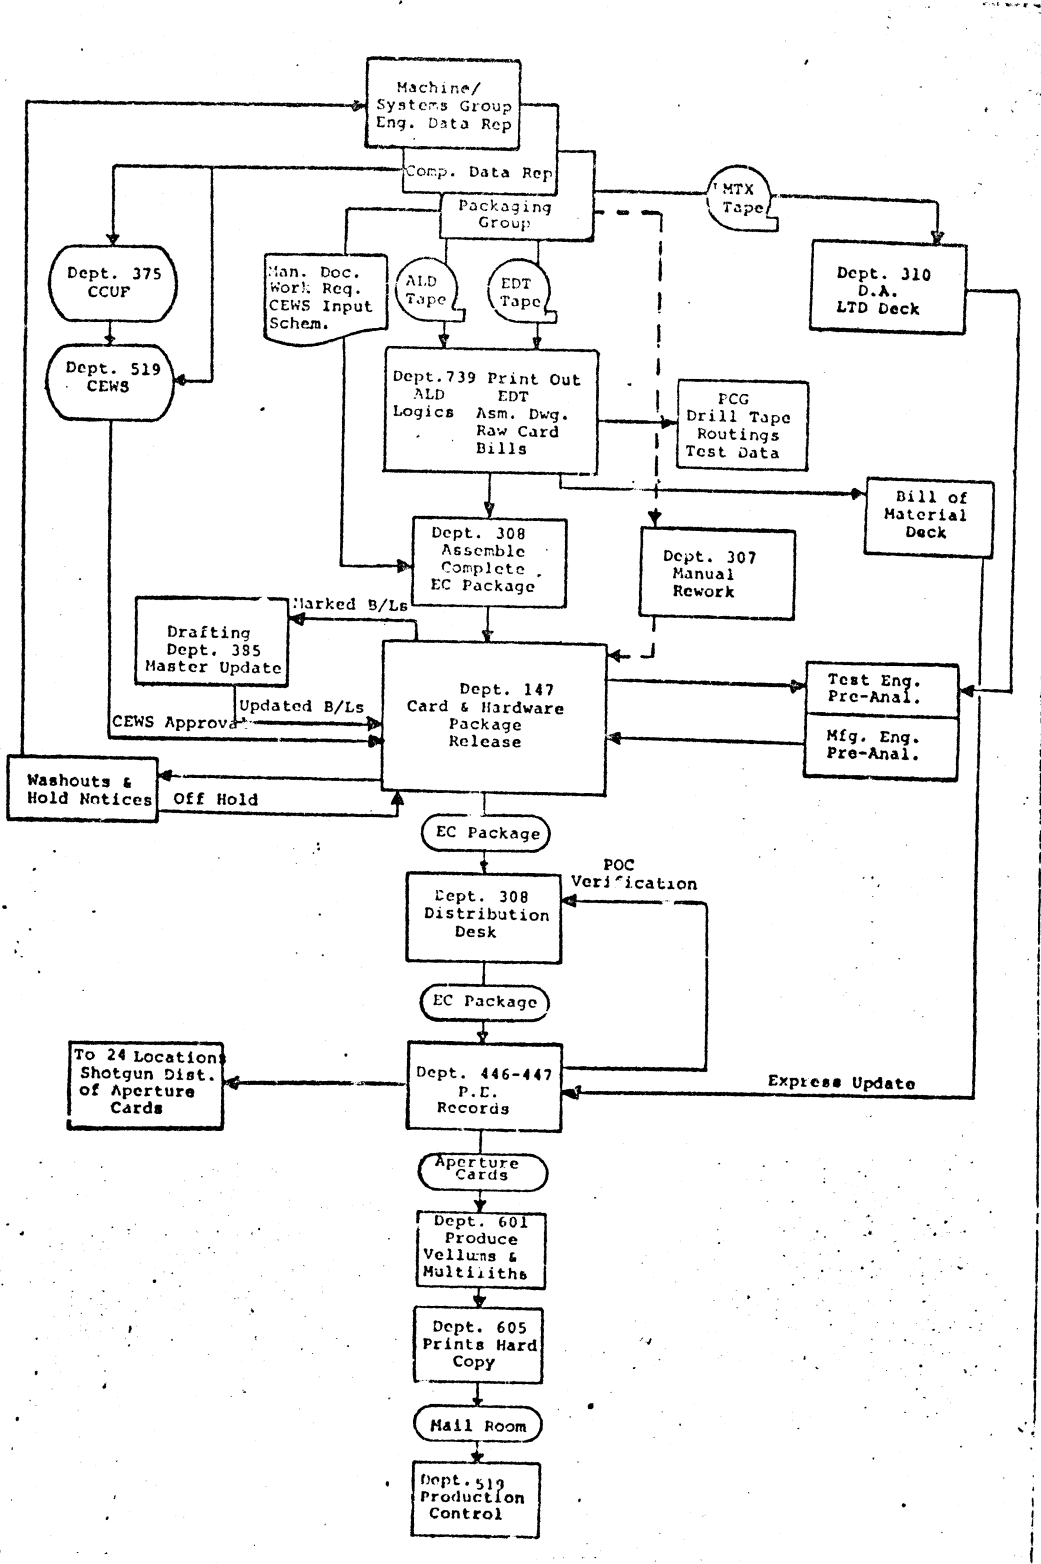 Machine/
Systems Group
Eng. Data Rep
Comp. Data Rep
Packaging
Group
MTX
Tape
Dept. 310
D.A.
LTD Deck
Dept. 375
CCUF
Man. Doc.
Work Req.
CEWS Input
Schem.
ALD
Tape
EDT
Tape
Dept. 519
CEWS
Dept.739 Print Out
ALD EDT
Logics Asm. Dwg.
Raw Card
Bills
PCG
Drill Tape
Routings
Test Data
Bill of
Material
Deck
Dept. 308
Assemble
Complete
EC Package
Dept. 307
Manual
Rework
Marked B/Ls
Drafting
Dept. 385
Master Update
Updated B/Ls
CEWS Approval
Dept. 147
Card & Hardware
Package
Release
Test Eng.
Pre-Anal.
Mfg. Eng.
Pre-Anal.
Washouts &
Hold Notices
Off Hold
EC Package
POC
Verification
Dept. 308
Distribution
Desk
EC Package
To 24 Locations
Shotgun Dist.
of Aperture
Cards
Dept. 446-447
P.E.
Records
Express Update
Aperture
Cards
Dept. 601
Produce
Vellums &
Multiliths
Dept. 605
Prints Hard
Copy
Mail Room
Dept. 519
Production
Control